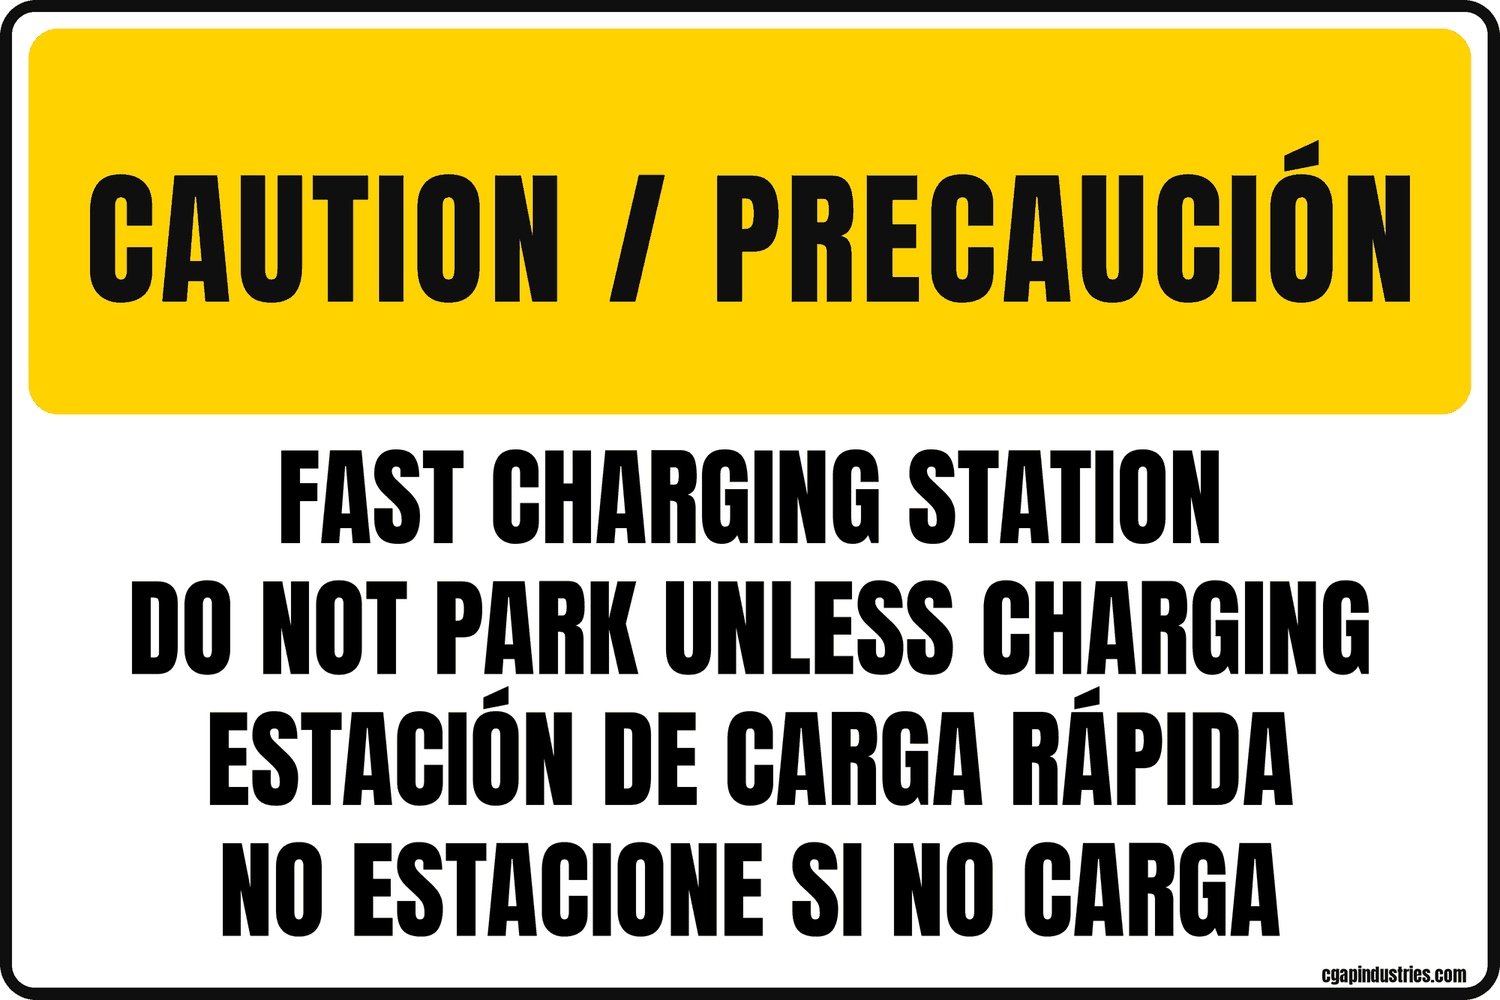 CAUTION / PRECAUCIÓN
FAST CHARGING STATION
DO NOT PARK UNLESS CHARGING
ESTACIÓN DE CARGA RÁPIDA
NO ESTACIONE SI NO CARGA
cgapindustries.com